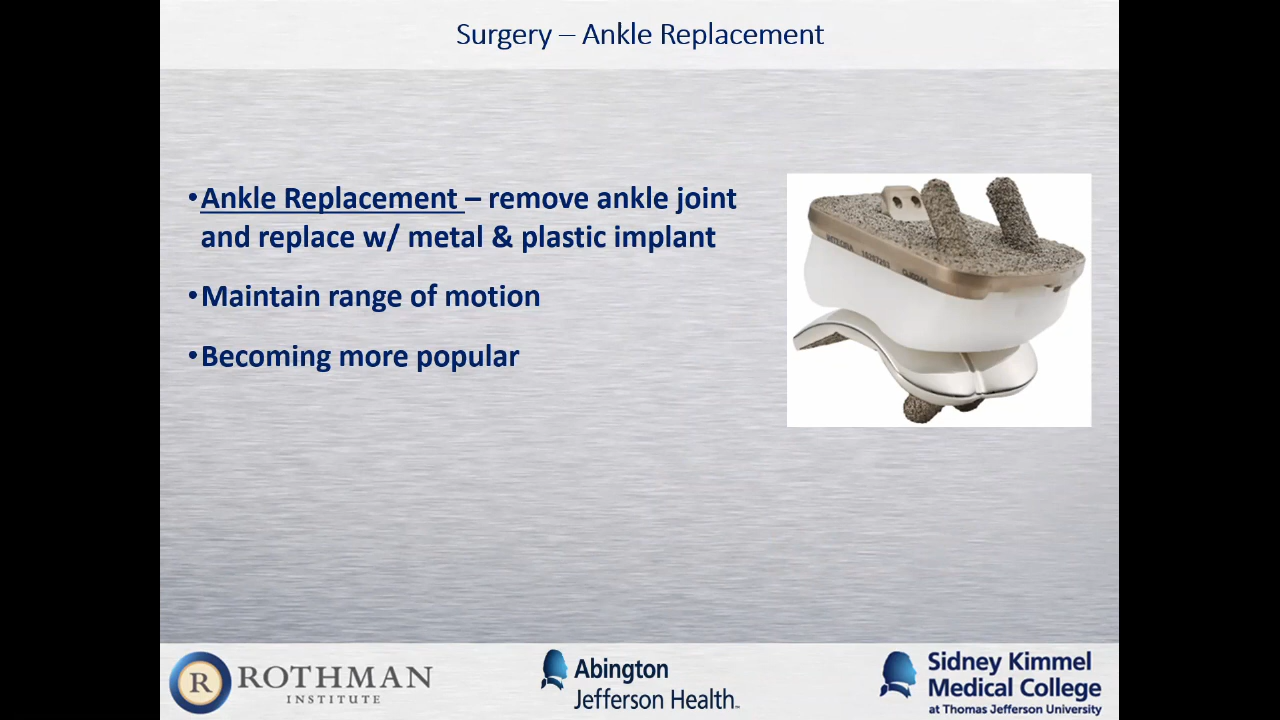 Surgery – Ankle Replacement
•Ankle Replacement – remove ankle joint
and replace w/ metal & plastic implant
•Maintain range of motion
•Becoming more popular
R ROTHMAN
INSTITUTE
Abington
Jefferson Health™
Sidney Kimmel
Medical College
at Thomas Jefferson University